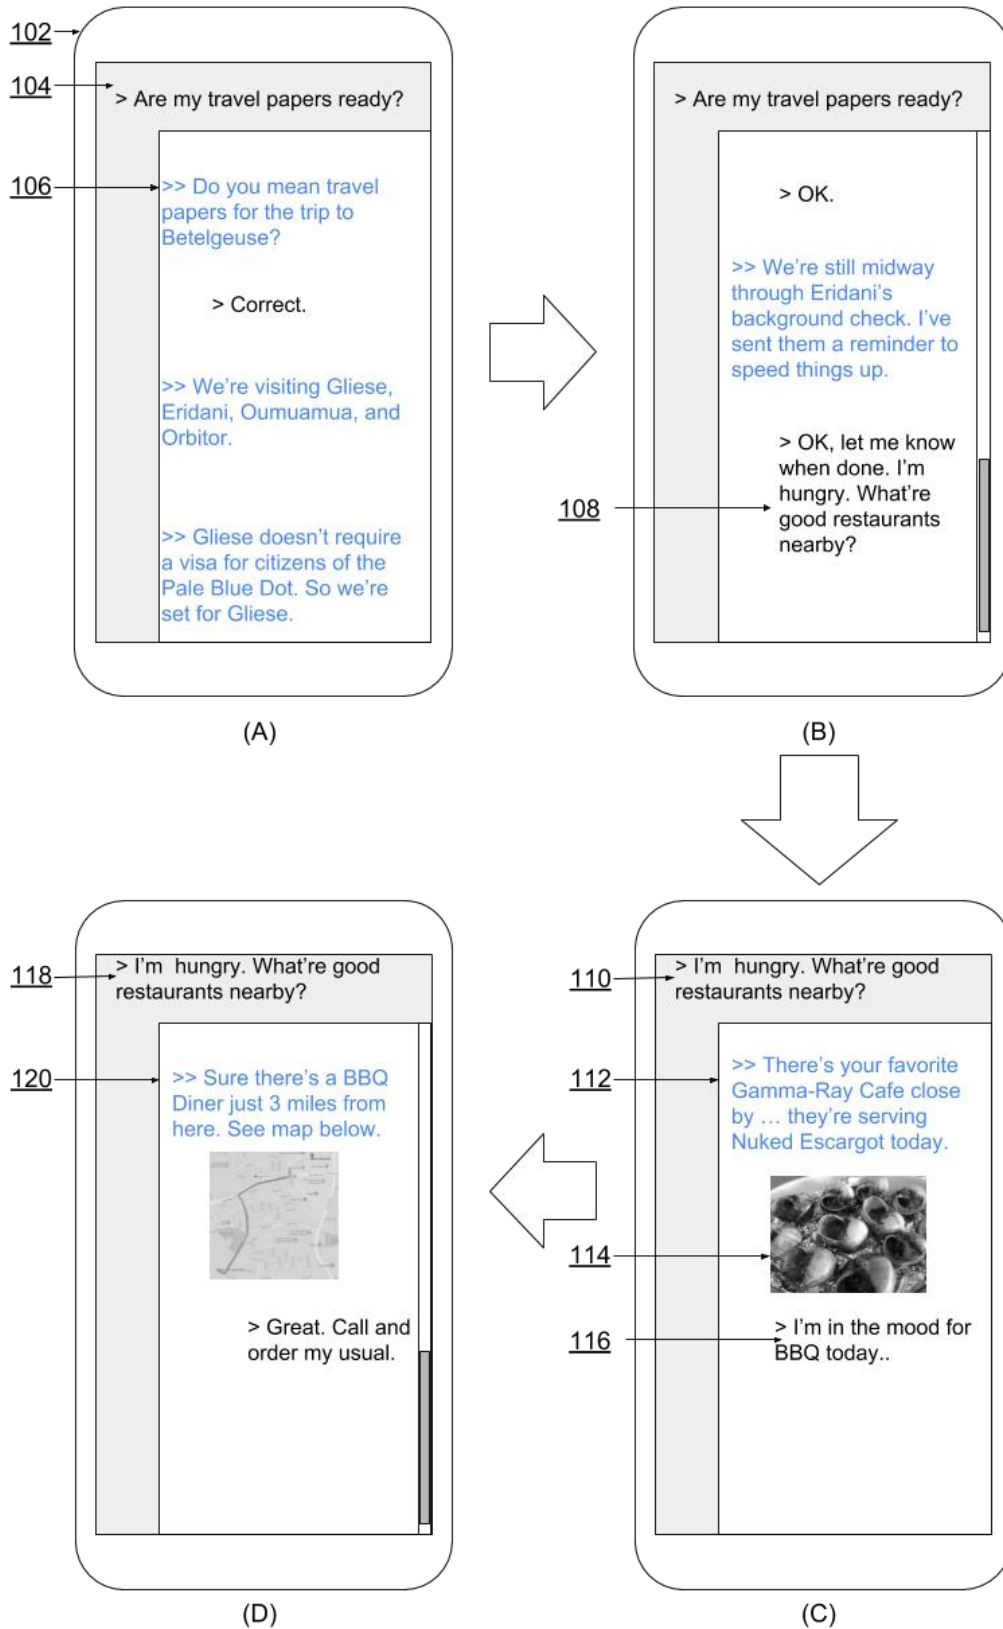 102
104
> Are my travel papers ready?
106
>> Do you mean travel
papers for the trip to
Betelgeuse?
> Correct.
>> We're visiting Gliese,
Eridani, Oumuamua, and
Orbitor.
>> Gliese doesn't require
a visa for citizens of the
Pale Blue Dot. So we're
set for Gliese.
(A)
> Are my travel papers ready?
> OK.
>> We're still midway
through Eridani's
background check. I've
sent them a reminder to
speed things up.
108
> OK, let me know
when done. I'm
hungry. What're
good restaurants
nearby?
(B)
118
> I'm  hungry. What're good
restaurants nearby?
120
>> Sure there's a BBQ
Diner just 3 miles from
here. See map below.
> Great. Call and
order my usual.
(D)
110
> I'm  hungry. What're good
restaurants nearby?
112
>> There's your favorite
Gamma-Ray Cafe close
by ... they're serving
Nuked Escargot today.
114
116
> I'm in the mood for
BBQ today..
(C)